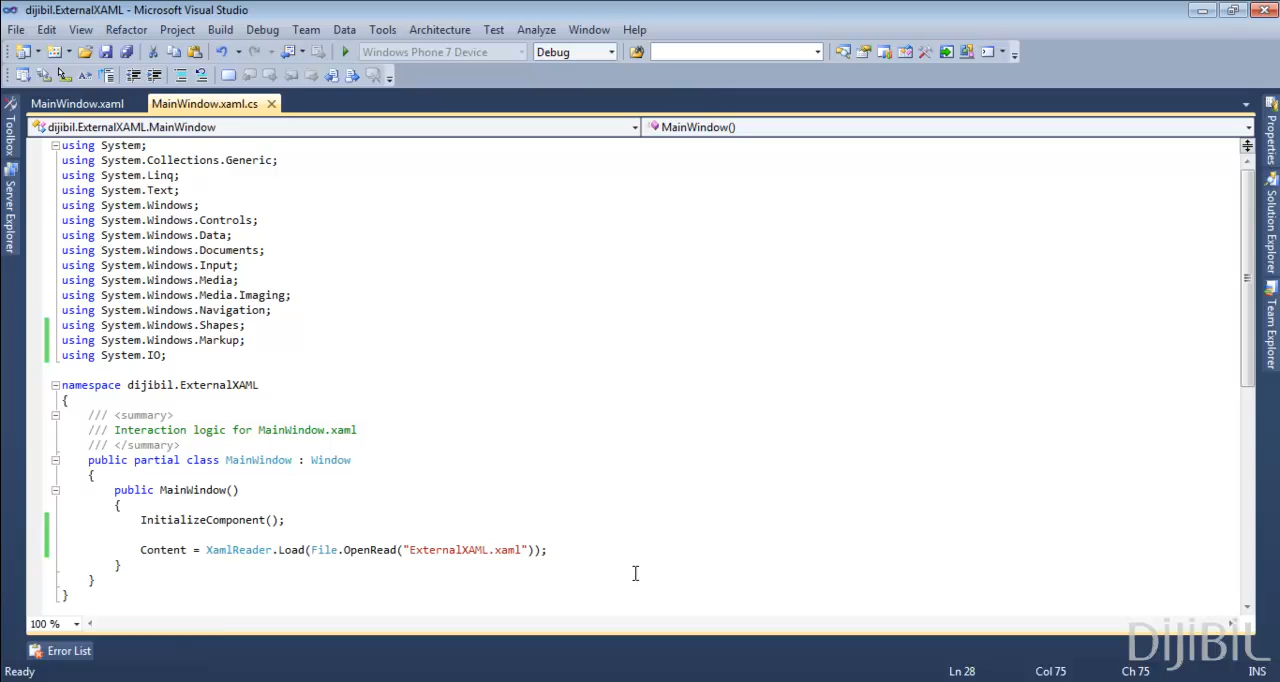 dijibil.ExternalXAML - Microsoft Visual Studio
File Edit View Refactor Project Build Debug Team Data Tools Architecture Test Analyze Window Help
Windows Phone 7 Device Debug
MainWindow.xaml MainWindow.xaml.cs
dijibil.ExternalXAML.MainWindow MainWindow()
Toolbox
Server Explorer
using System;
using System.Collections.Generic;
using System.Linq;
using System.Text;
using System.Windows;
using System.Windows.Controls;
using System.Windows.Data;
using System.Windows.Documents;
using System.Windows.Input;
using System.Windows.Media;
using System.Windows.Media.Imaging;
using System.Windows.Navigation;
using System.Windows.Shapes;
using System.Windows.Markup;
using System.IO;
namespace dijibil.ExternalXAML
{
/// <summary>
/// Interaction logic for MainWindow.xaml
/// </summary>
public partial class MainWindow : Window
{
public MainWindow()
{
InitializeComponent();
Content = XamlReader.Load(File.OpenRead("ExternalXAML.xaml"));
}
}
}
Properties
Solution Explorer
Team Explorer
100 %
DIJIBIL
Error List
Ready Ln 28 Col 75 Ch 75 INS